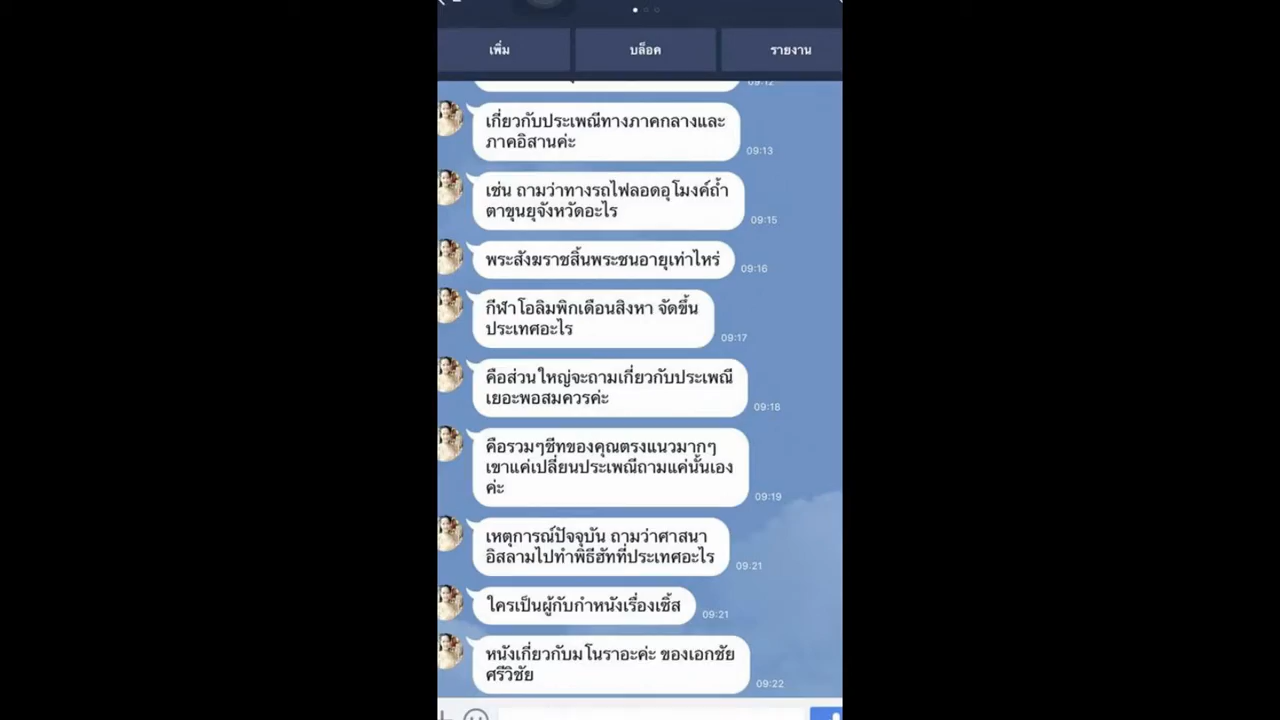 เพิ่ม
บล็อค
รายงาน
09:12
เกี่ยวกับประเพณีทางภาคกลางและ
ภาคอิสานค่ะ
09:13
เช่น ถามว่าทางรถไฟลอดอุโมงค์ถ้ำ
ตาขุนยุจังหวัดอะไร
09:15
พระสังฆราชสิ้นพระชนอายุเท่าไหร่
09:16
กีฬาโอลิมพิกเดือนสิงหา จัดขึ้น
ประเทศอะไร
09:17
คือส่วนใหญ่จะถามเกี่ยวกับประเพณี
เยอะพอสมควรค่ะ
09:18
คือรวมๆชีทของคุณตรงแนวมากๆ
เขาแค่เปลี่ยนประเพณีถามแค่นั้นเอง
ค่ะ
09:19
เหตุการณ์ปัจจุบัน ถามว่าศาสนา
อิสลามไปทำพิธีฮัทที่ประเทศอะไร
09:21
ใครเป็นผู้กับกำหนังเรื่องเซิ้ส
09:21
หนังเกี่ยวกับมโนราอะค่ะ ของเอกชัย
ศรีวิชัย
09:22